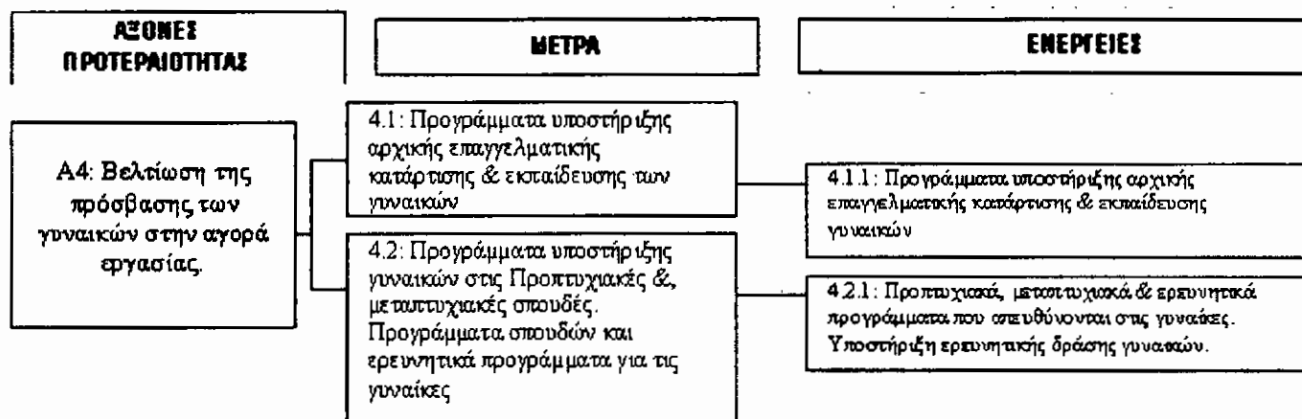 ΑΞΟΝΕΣ
ΠΡΟΤΕΡΑΙΟΤΗΤΑΣ
ΜΕΤΡΑ
ΕΝΕΡΓΕΙΕΣ
Α4: Βελτίωση της
πρόσβασης των
γυναικών στην αγορά
εργασίας.
4.1: Προγράμματα υποστήριξης
αρχικής επαγγελματικής
κατάρτισης & εκπαίδευσης των
γυναικών
4.2: Προγράμματα υποστήριξης
γυναικών στις Προπτυχιακές &,
μεταπτυχιακές σπουδές.
Προγράμματα σπουδών και
ερευνητικά προγράμματα για τις
γυναίκες
4.1.1: Προγράμματα υποστήριξης αρχικής
επαγγελματικής κατάρτισης & εκπαίδευσης
γυναικών
4.2.1: Προπτυχιακά, μεταπτυχιακά & ερευνητικά
προγράμματα που απευθύνονται στις γυναίκες.
Υποστήριξη ερευνητικής δράσης γυναικών.